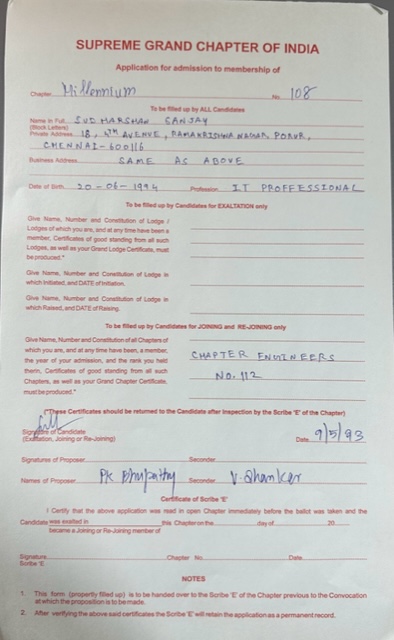 SUPREME GRAND CHAPTER OF INDIA
Application for admission to membership of
Chapter Millennium No. 108
To be filled up by ALL Candidates
Name in Full SUDHARSHAN SANJAY
(Block Letters)
Private Address 18, 4TH AVENUE, RAMAKRISHNA NAGAR, PORUR,
CHENNAI-600116
Business Address SAME AS ABOVE
Date of Birth 20-06-1994 Profession I.T PROFFESSIONAL
To be filled up by Candidates for EXALTATION only
Give Name, Number and Constitution of Lodge /
Lodges of which you are, and at any time have been a
member, Certificates of good standing from all such
Lodges, as well as your Grand Lodge Certificate, must
be produced.*
Give Name, Number and Constitution of Lodge in
which Initiated, and DATE of Initiation.
Give Name, Number and Constitution of Lodge in
which Raised, and DATE of Raising.
To be filled up by Candidates for JOINING and RE-JOINING only
Give Name, Number and Constitution of all Chapters of
which you are, and at any time have been, a member,
the year of your admission, and the rank you held
therin, Certificates of good standing from all such
Chapters, as well as your Grand Chapter Certificate,
must be produced.*
CHAPTER ENGINEERS
NO. 112
(*These Certificates should be returned to the Candidate after Inspection by the Scribe 'E' of the Chapter)
Signature of Candidate
(Exaltation, Joining or Re-Joining) Date 9/5/93
Signatures of Proposer Seconder
Names of Proposer PK Bhupathy Seconder V. Shanker
Certificate of Scribe 'E'
I Certify that the above application was read in open Chapter immediately before the ballot was taken and the
Candidate was exalted in this Chapter on the day of 20
became a Joining or Re-Joining member of
Signature Chapter No. Date
Scribe 'E
NOTES
1. This form (properly filled up) is to be handed over to the Scribe 'E' of the Chapter previous to the Convocation
at which the proposition is to be made.
2. After verifying the above said certificates the Scribe 'E' will retain the application as a permanent record.